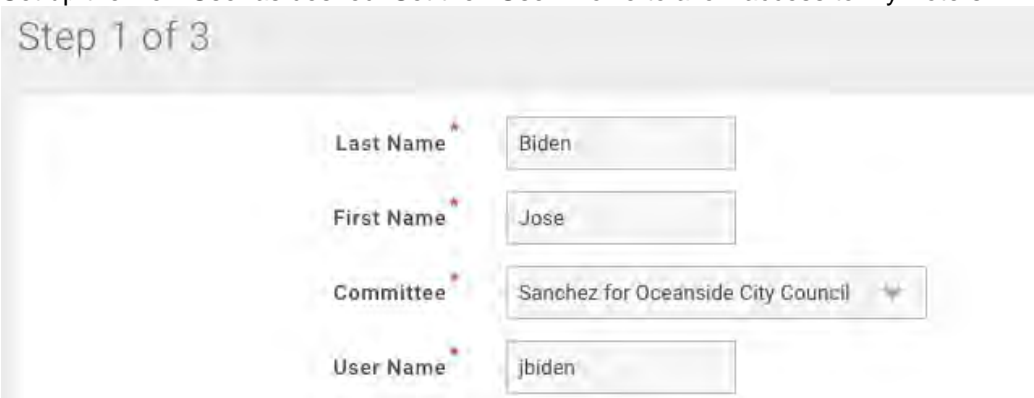 Step 1 of 3
Last Name * Biden
First Name * Jose
Committee * Sanchez for Oceanside City Council
User Name * jbiden